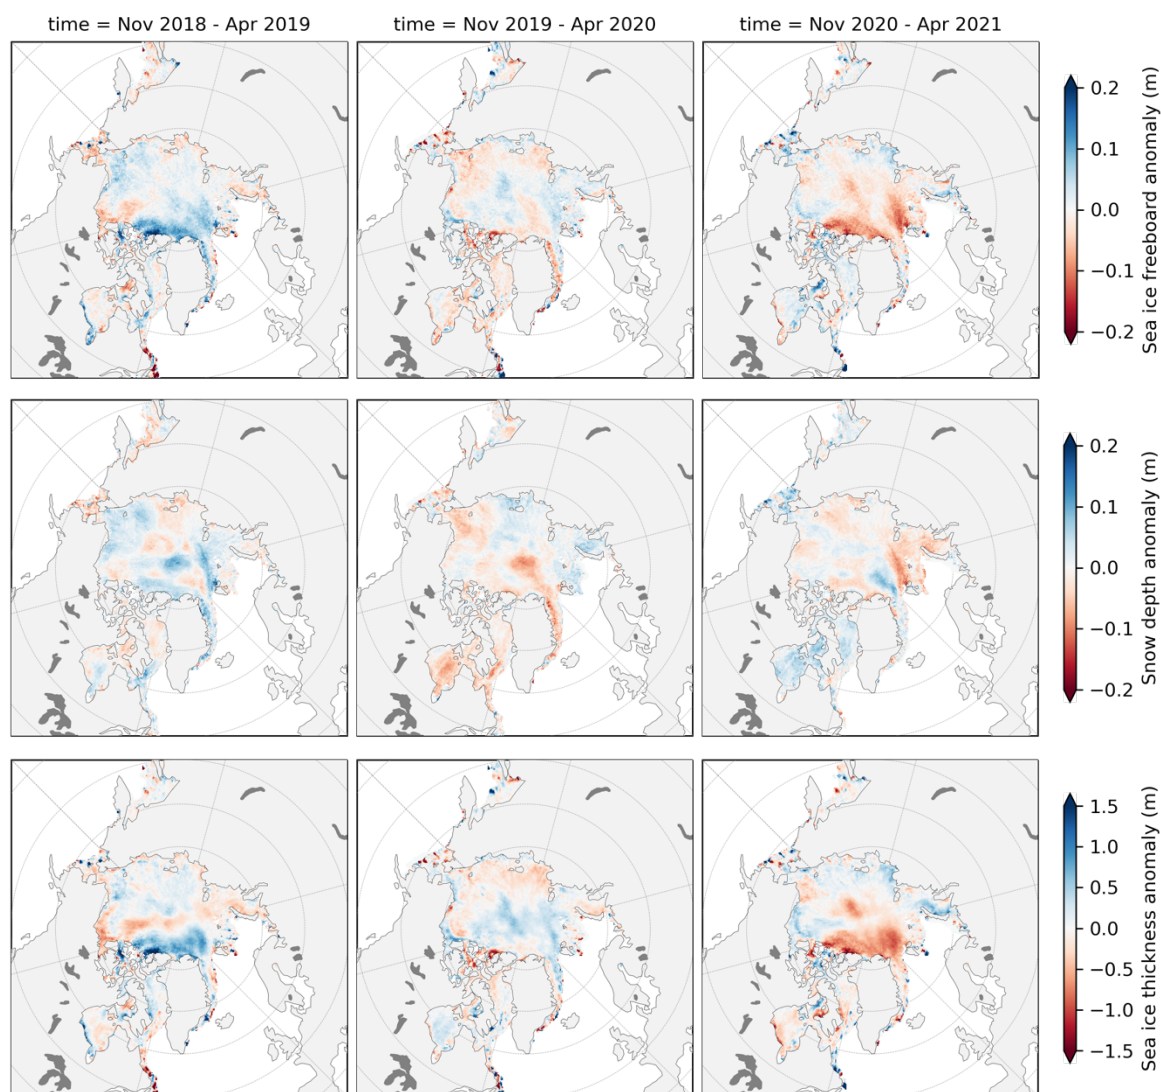 time = Nov 2018 - Apr 2019
time = Nov 2019 - Apr 2020
time = Nov 2020 - Apr 2021
0.2
0.1
0.0
−0.1
−0.2
Sea ice freeboard anomaly (m)
0.2
0.1
0.0
−0.1
−0.2
Snow depth anomaly (m)
1.5
1.0
0.5
0.0
−0.5
−1.0
−1.5
Sea ice thickness anomaly (m)